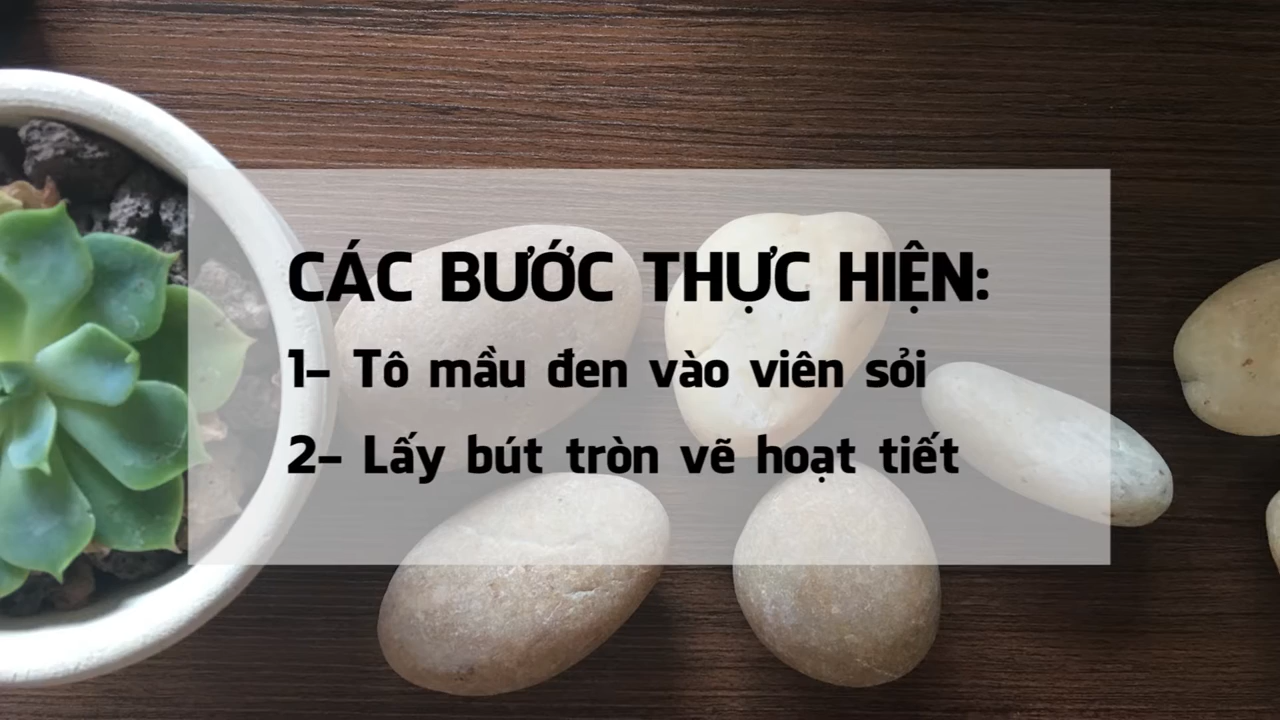 CÁC BƯỚC THỰC HIỆN:
1- Tô mầu đen vào viên sỏi
2- Lấy bút tròn vẽ hoạt tiết